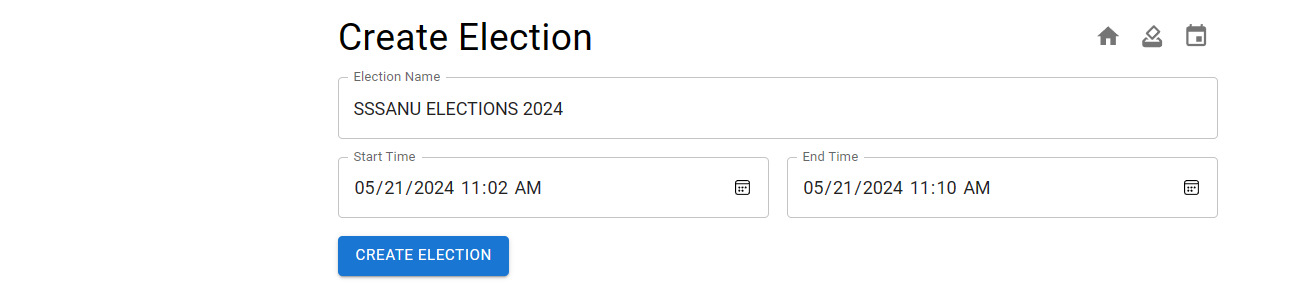 Create Election
Election Name
SSSANU ELECTIONS 2024
Start Time
05/21/2024 11:02 AM
End Time
05/21/2024 11:10 AM
CREATE ELECTION